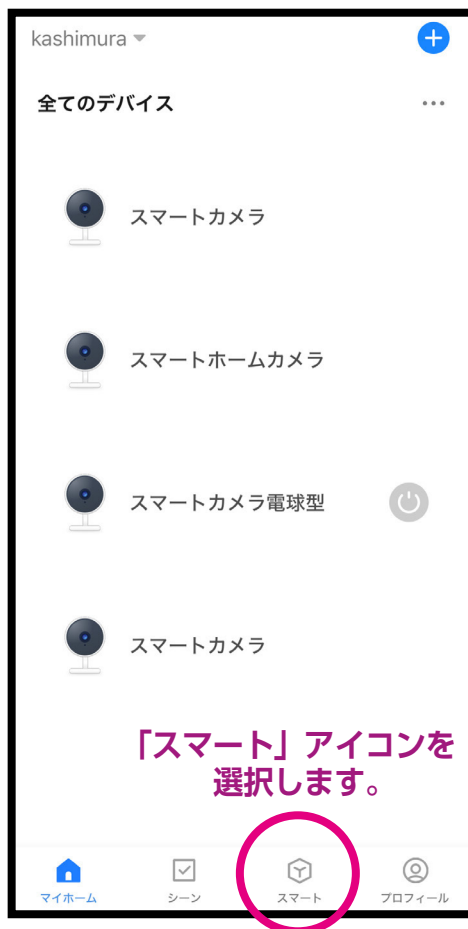 kashimura
全てのデバイス
スマートカメラ
スマートホームカメラ
スマートカメラ電球型
スマートカメラ
「スマート」アイコンを
選択します。
マイホーム シーン スマート プロフィール